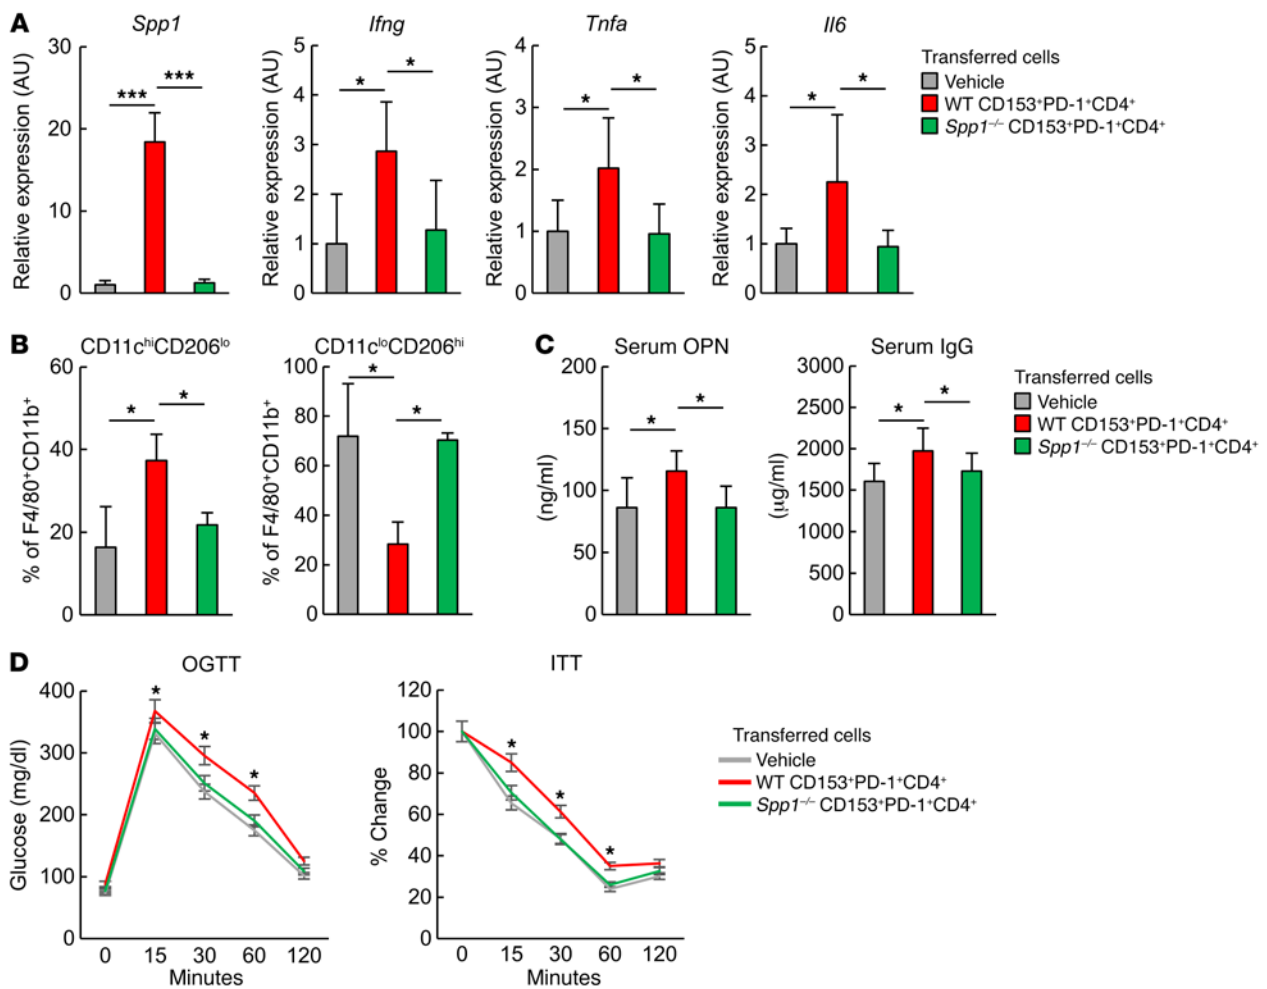 A
Spp1
Relative expression (AU)
30
20
10
0
***
***
Ifng
Relative expression (AU)
5
4
3
2
1
0
*
*
Tnfa
Relative expression (AU)
4
3
2
1
0
*
*
Il6
Relative expression (AU)
5
4
3
2
1
0
*
*
Transferred cells
Vehicle
WT CD153⁺PD-1⁺CD4⁺
Spp1⁻/⁻ CD153⁺PD-1⁺CD4⁺
B
CD11cʰⁱCD206ˡᵒ
% of F4/80⁺CD11b⁺
60
40
20
0
*
*
CD11cˡᵒCD206ʰⁱ
% of F4/80⁺CD11b⁺
100
80
60
40
20
0
*
*
C
Serum OPN
(ng/ml)
200
150
100
50
0
*
*
Serum IgG
(μg/ml)
3000
2500
2000
1500
1000
500
0
*
*
Transferred cells
Vehicle
WT CD153⁺PD-1⁺CD4⁺
Spp1⁻/⁻ CD153⁺PD-1⁺CD4⁺
D
OGTT
Glucose (mg/dl)
400
300
200
100
0
*
*
*
0 15 30 60 120
Minutes
ITT
% Change
120
100
80
60
40
20
0
*
*
*
0 15 30 60 120
Minutes
Transferred cells
Vehicle
WT CD153⁺PD-1⁺CD4⁺
Spp1⁻/⁻ CD153⁺PD-1⁺CD4⁺